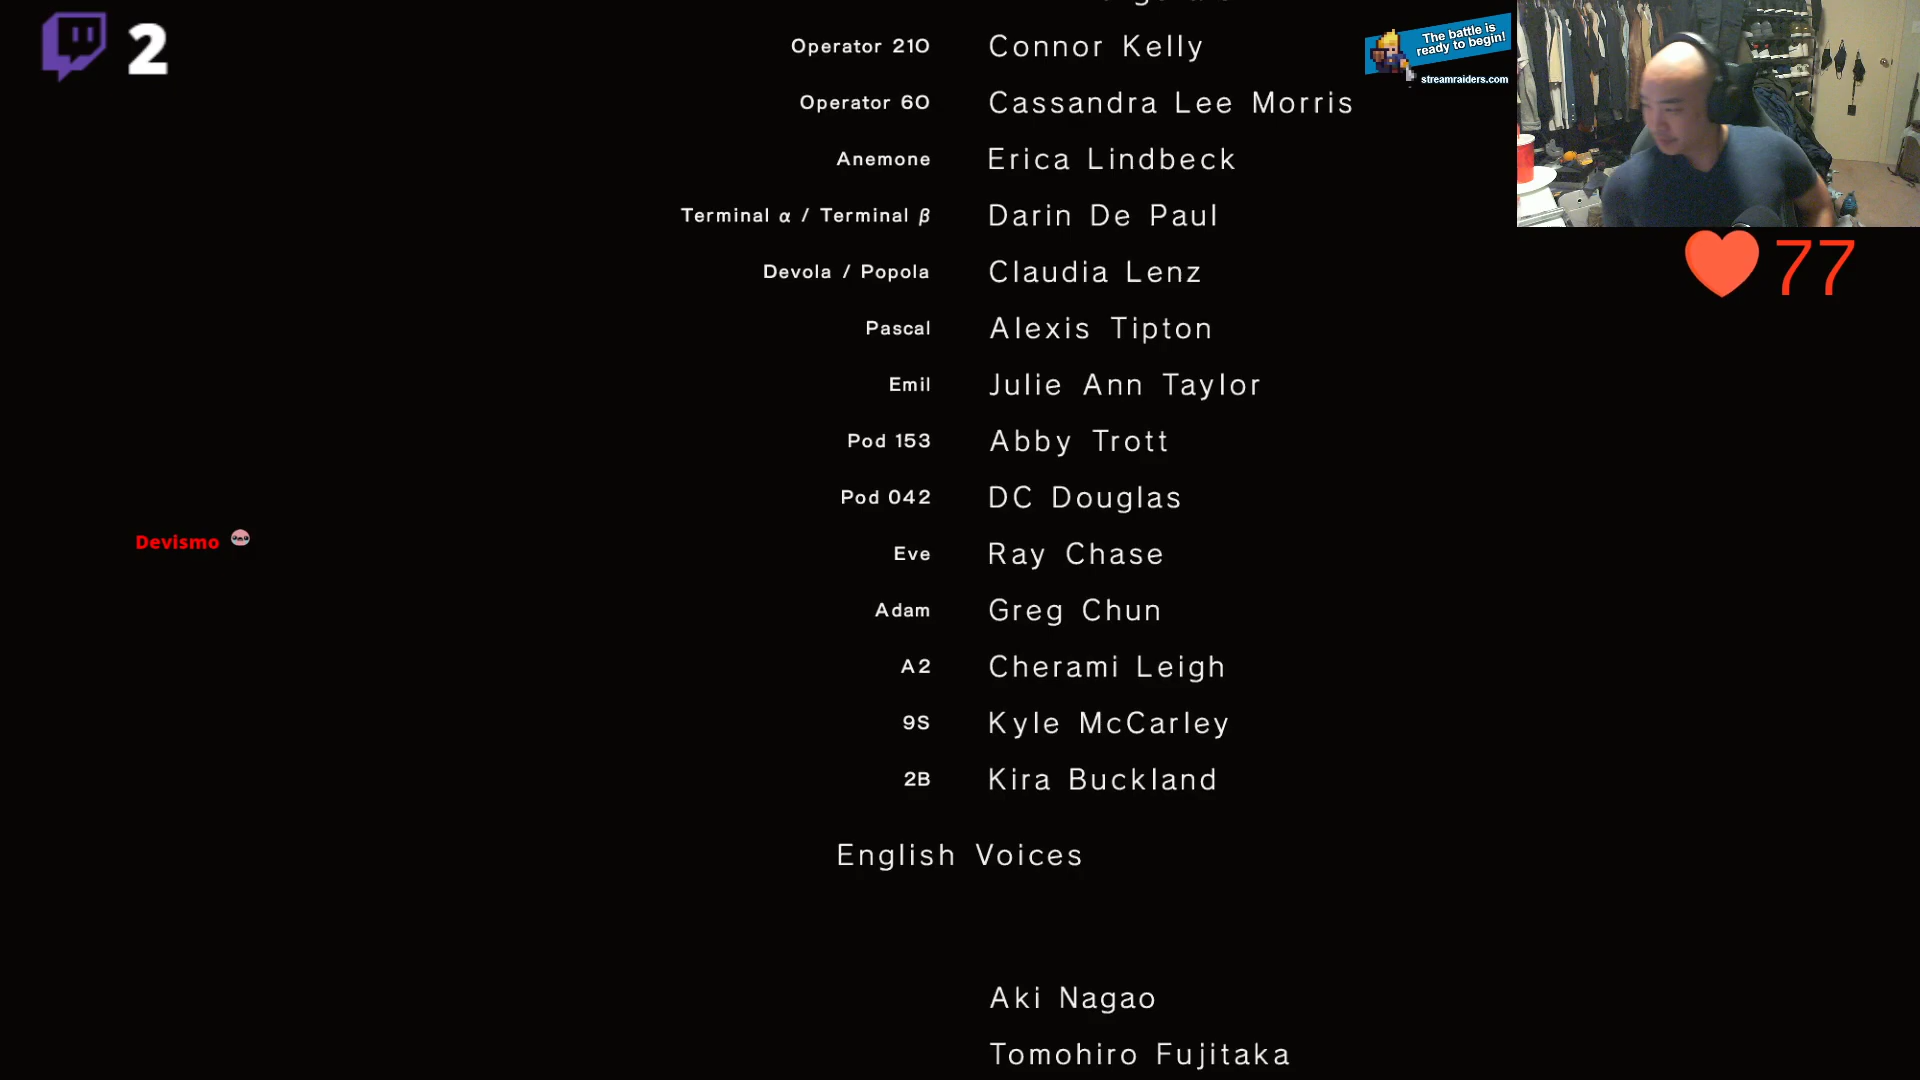 2
Operator 21O Connor Kelly
Operator 6O Cassandra Lee Morris
Anemone Erica Lindbeck
Terminal α / Terminal β Darin De Paul
Devola / Popola Claudia Lenz
Pascal Alexis Tipton
Emil Julie Ann Taylor
Pod 153 Abby Trott
Pod 042 DC Douglas
Eve Ray Chase
Adam Greg Chun
A2 Cherami Leigh
9S Kyle McCarley
2B Kira Buckland
English Voices
Aki Nagao
Tomohiro Fujitaka
Devismo
The battle is
ready to begin!
streamraiders.com
77